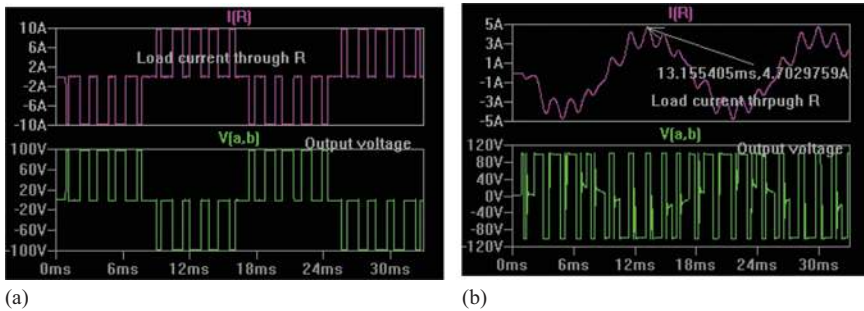 I(R)
10A
6A
2A
-2A
-6A
-10A
Load current through R
V(a,b)
Output voltage
100V
60V
20V
-20V
-60V
-100V
0ms 6ms 12ms 18ms 24ms 30ms
(a)
I(R)
5A
3A
1A
-1A
-3A
-5A
13.155405ms,4.7029759A
Load current thrpugh R
V(a,b)
Output voltage
120V
80V
40V
0V
-40V
-80V
-120V
0ms 6ms 12ms 18ms 24ms 30ms
(b)